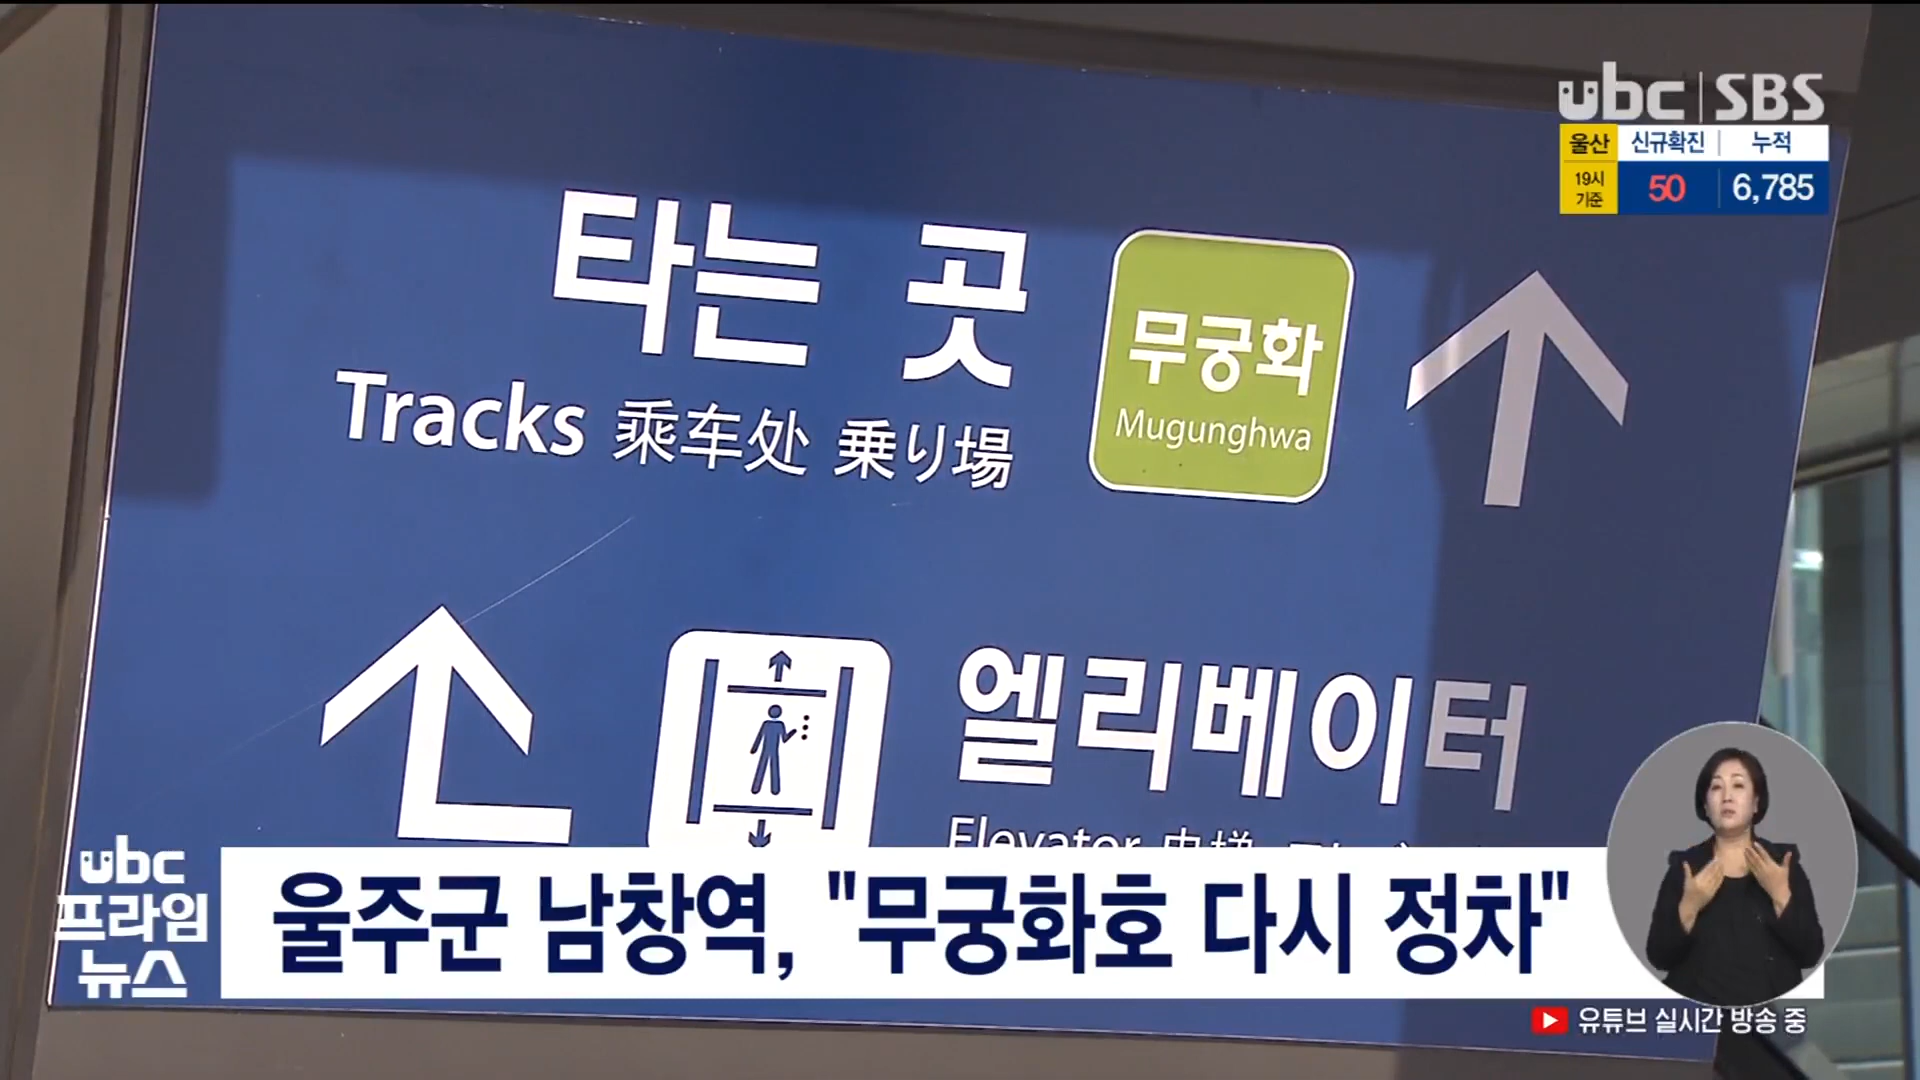 ubc SBS
울산 신규확진 누적
19시 기준 50 6,785
타는 곳
무궁화
Mugunghwa
Tracks 乘车处 乗り場
엘리베이터
Elevator
ubc
프라임
뉴스
울주군 남창역, "무궁화호 다시 정차"
유튜브 실시간 방송 중